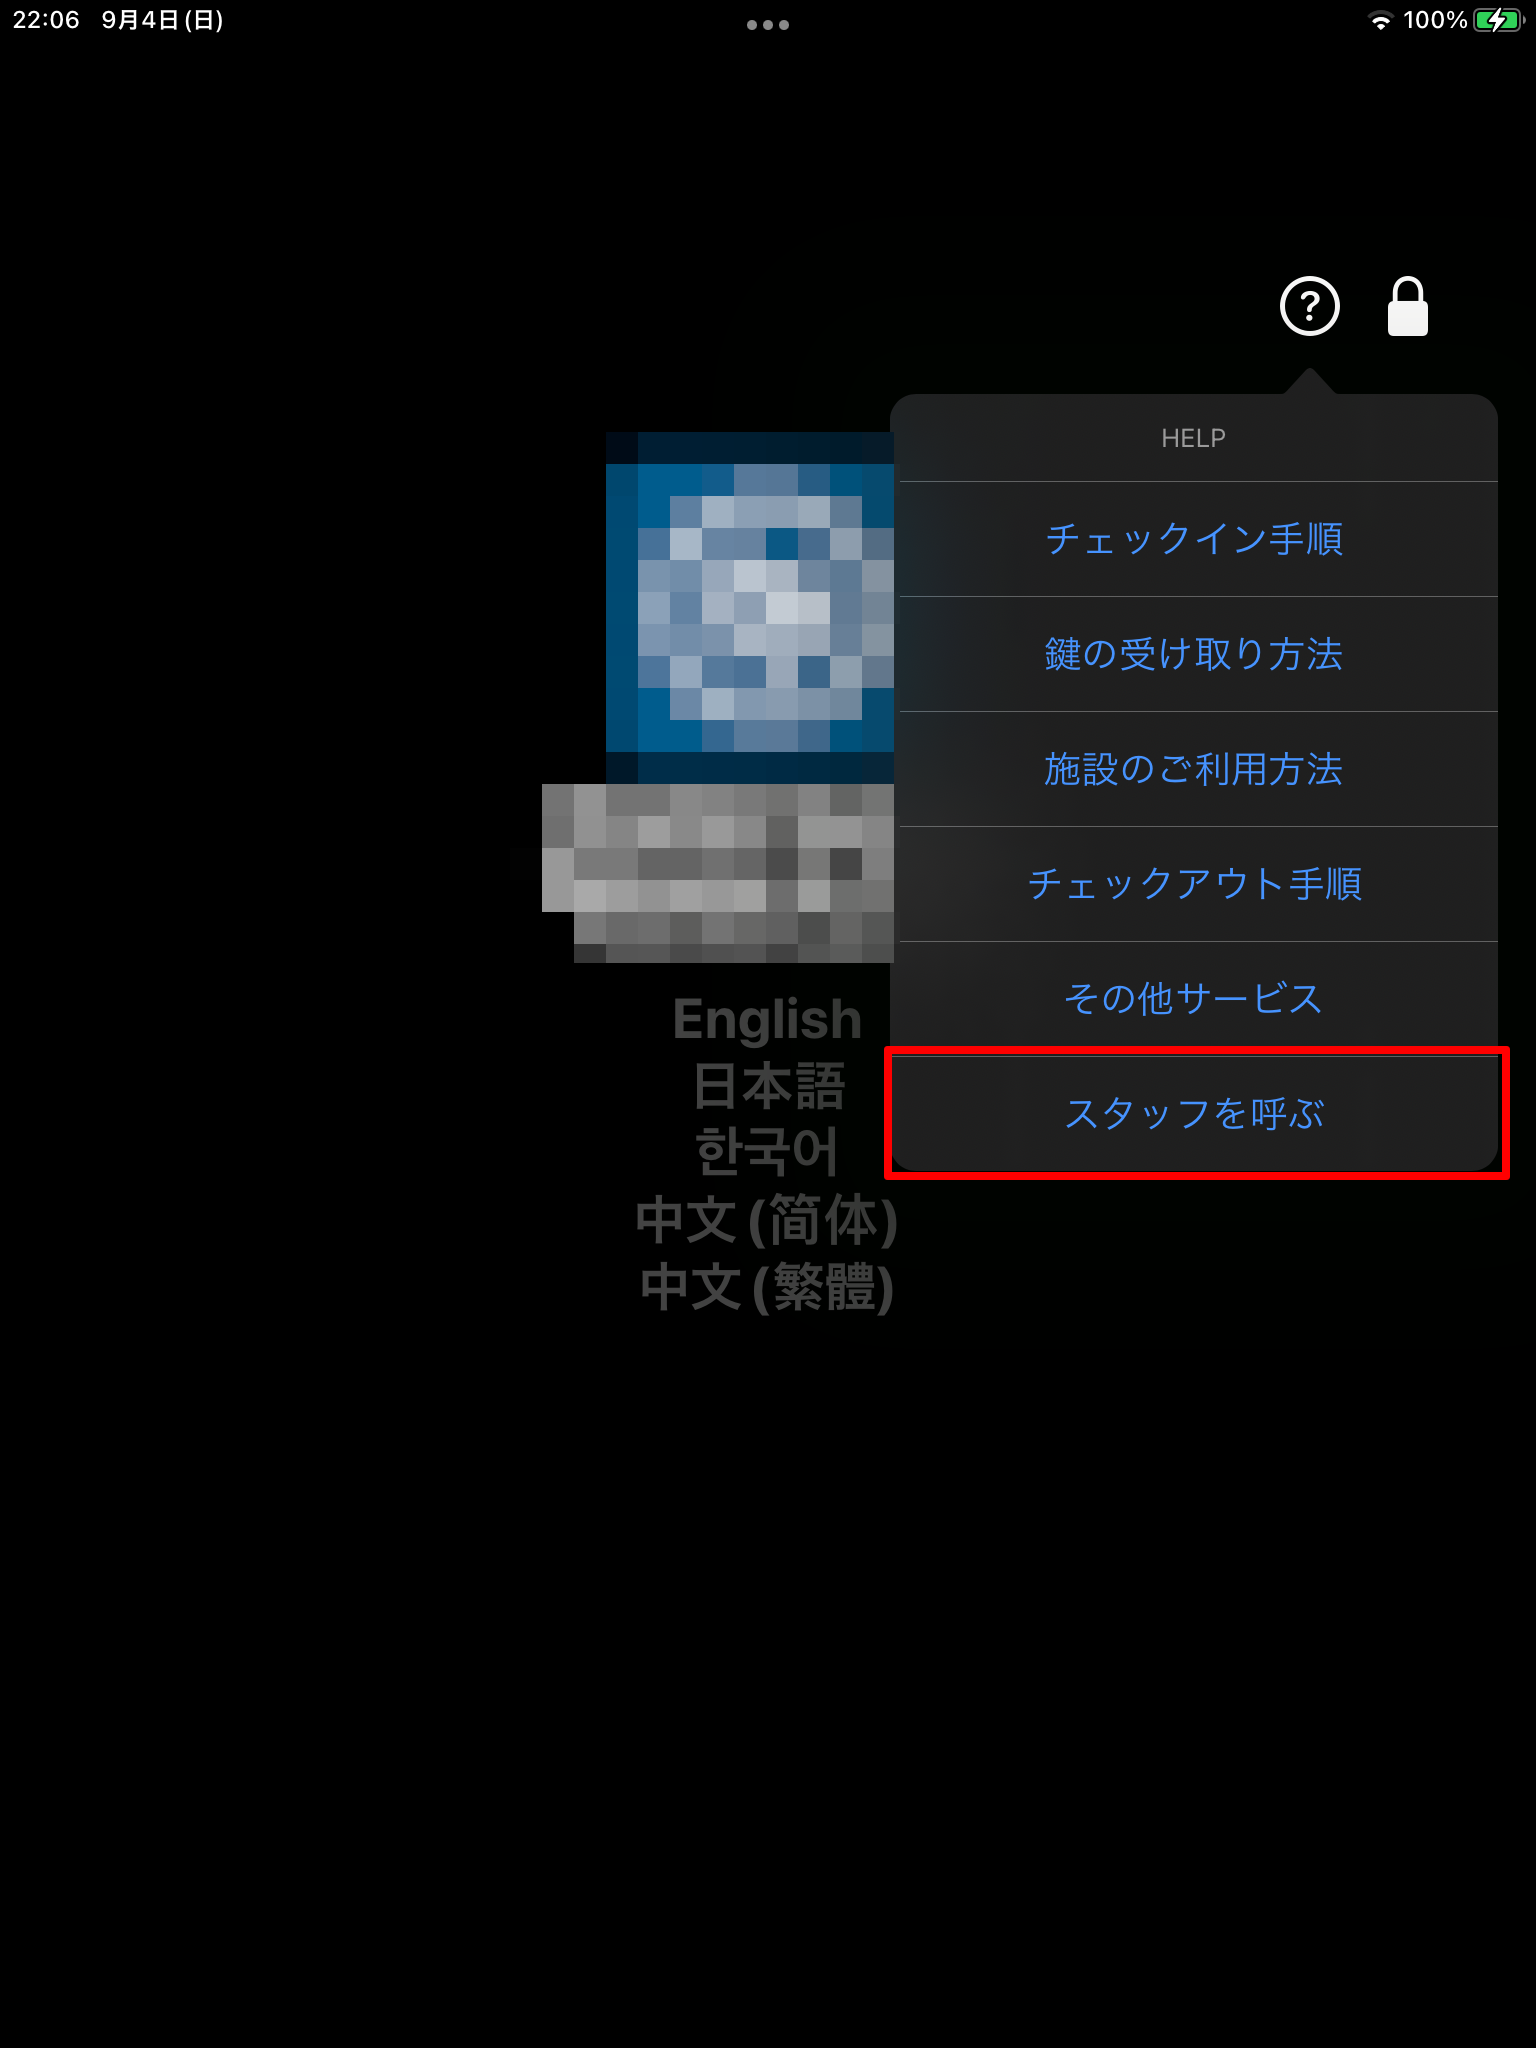 22:06 9月4日(日)
100%
HELP
チェックイン手順
鍵の受け取り方法
施設のご利用方法
チェックアウト手順
その他サービス
スタッフを呼ぶ
English
日本語
한국어
中文(简体)
中文(繁體)